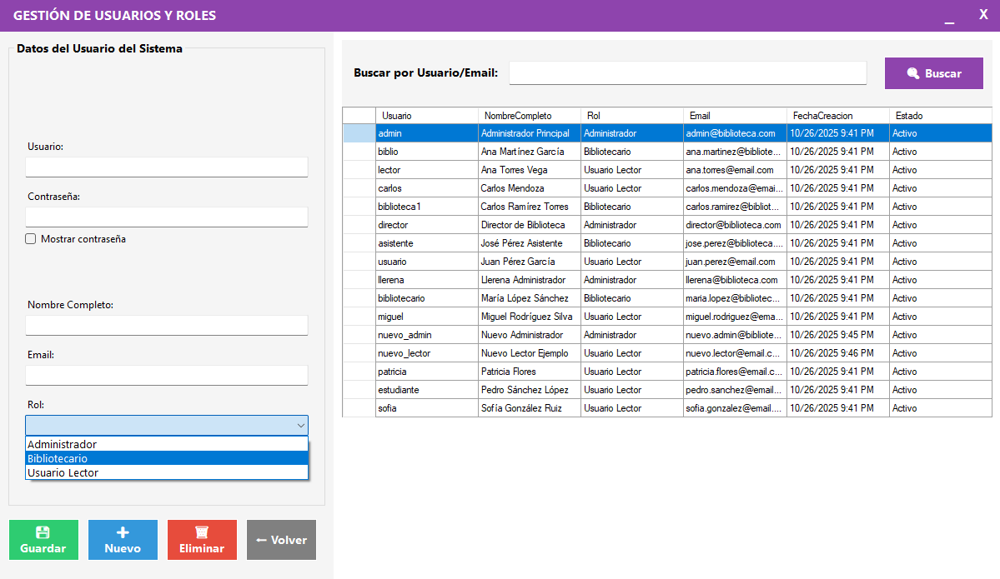 GESTIÓN DE USUARIOS Y ROLES
_ X
Datos del Usuario del Sistema
Usuario:
Contraseña:
Mostrar contraseña
Nombre Completo:
Email:
Rol:
Administrador
Bibliotecario
Usuario Lector
Guardar
Nuevo
Eliminar
← Volver
Buscar por Usuario/Email:
Buscar
Usuario NombreCompleto Rol Email FechaCreacion Estado
admin Administrador Principal Administrador admin@biblioteca.com 10/26/2025 9:41 PM Activo
biblio Ana Martínez García Bibliotecario ana.martinez@bibliote... 10/26/2025 9:41 PM Activo
lector Ana Torres Vega Usuario Lector ana.torres@email.com 10/26/2025 9:41 PM Activo
carlos Carlos Mendoza Usuario Lector carlos.mendoza@emai... 10/26/2025 9:41 PM Activo
biblioteca1 Carlos Ramírez Torres Bibliotecario carlos.ramirez@bibliot... 10/26/2025 9:41 PM Activo
director Director de Biblioteca Administrador director@biblioteca.com 10/26/2025 9:41 PM Activo
asistente José Pérez Asistente Bibliotecario jose.perez@biblioteca.... 10/26/2025 9:41 PM Activo
usuario Juan Pérez García Usuario Lector juan.perez@email.com 10/26/2025 9:41 PM Activo
llerena Llerena Administrador Administrador llerena@biblioteca.com 10/26/2025 9:41 PM Activo
bibliotecario María López Sánchez Bibliotecario maria.lopez@bibliotec... 10/26/2025 9:41 PM Activo
miguel Miguel Rodríguez Silva Usuario Lector miguel.rodriguez@ema... 10/26/2025 9:41 PM Activo
nuevo_admin Nuevo Administrador Administrador nuevo.admin@bibliote... 10/26/2025 9:45 PM Activo
nuevo_lector Nuevo Lector Ejemplo Usuario Lector nuevo.lector@email.c... 10/26/2025 9:46 PM Activo
patricia Patricia Flores Usuario Lector patricia.flores@email.c... 10/26/2025 9:41 PM Activo
estudiante Pedro Sánchez López Usuario Lector pedro.sanchez@email.... 10/26/2025 9:41 PM Activo
sofia Sofía González Ruiz Usuario Lector sofia.gonzalez@email.... 10/26/2025 9:41 PM Activo